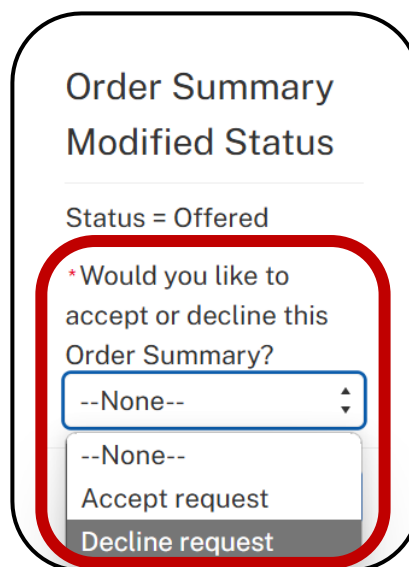 Order Summary
Modified Status
Status = Offered
*Would you like to
accept or decline this
Order Summary?
--None--
--None--
Accept request
Decline request